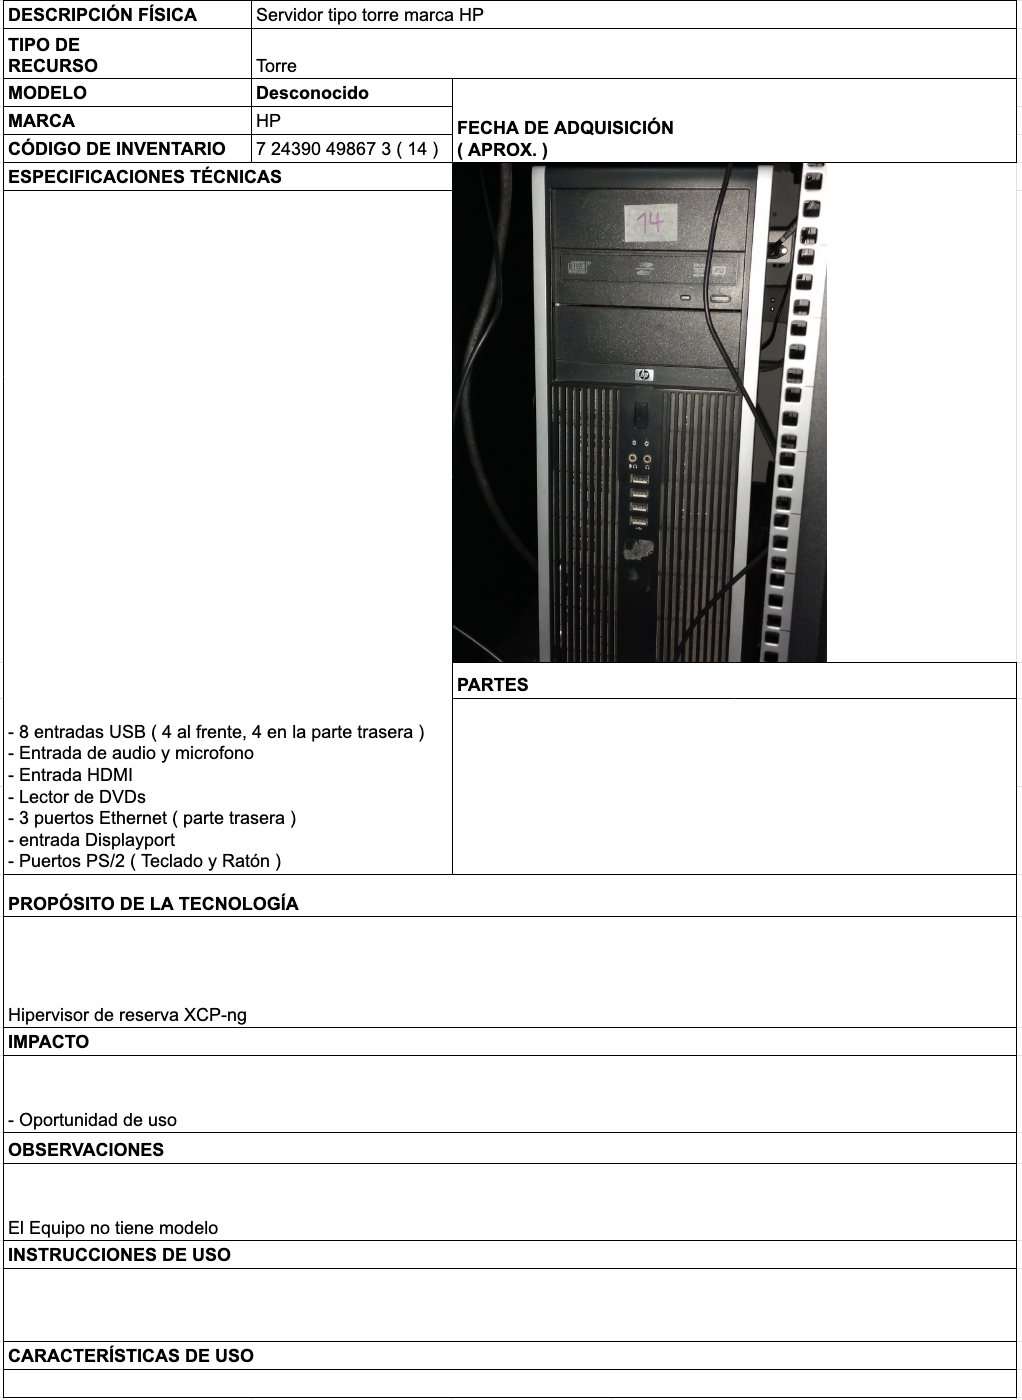 DESCRIPCIÓN FÍSICA Servidor tipo torre marca HP
TIPO DE
RECURSO Torre
MODELO Desconocido
MARCA HP
FECHA DE ADQUISICIÓN
( APROX. )
CÓDIGO DE INVENTARIO 7 24390 49867 3 ( 14 )
ESPECIFICACIONES TÉCNICAS
14
hp
PARTES
- 8 entradas USB ( 4 al frente, 4 en la parte trasera )
- Entrada de audio y microfono
- Entrada HDMI
- Lector de DVDs
- 3 puertos Ethernet ( parte trasera )
- entrada Displayport
- Puertos PS/2 ( Teclado y Ratón )
PROPÓSITO DE LA TECNOLOGÍA
Hipervisor de reserva XCP-ng
IMPACTO
- Oportunidad de uso
OBSERVACIONES
El Equipo no tiene modelo
INSTRUCCIONES DE USO
CARACTERÍSTICAS DE USO